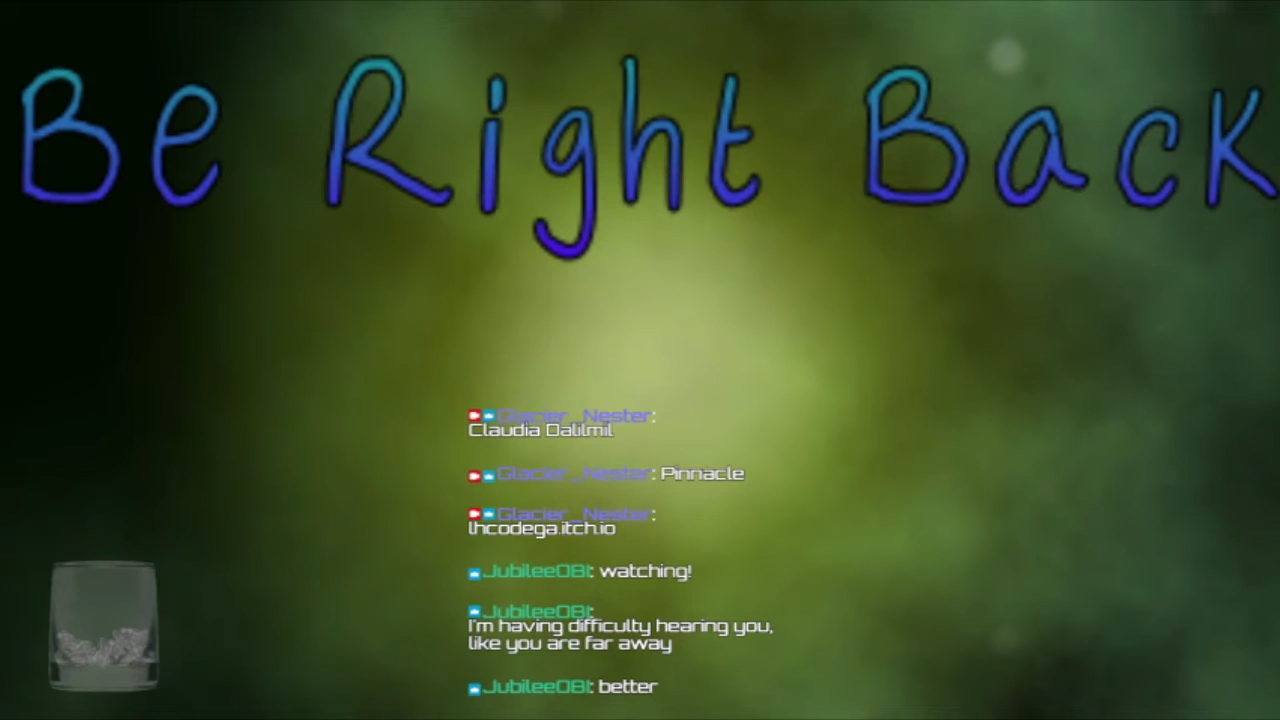 Be Right Back
Glacier_Nester:
Claudia Dalilmil
Glacier_Nester: Pinnacle
Glacier_Nester:
lhcodega.itch.io
JubileeOBI: watching!
JubileeOBI:
I'm having difficulty hearing you,
like you are far away
JubileeOBI: better